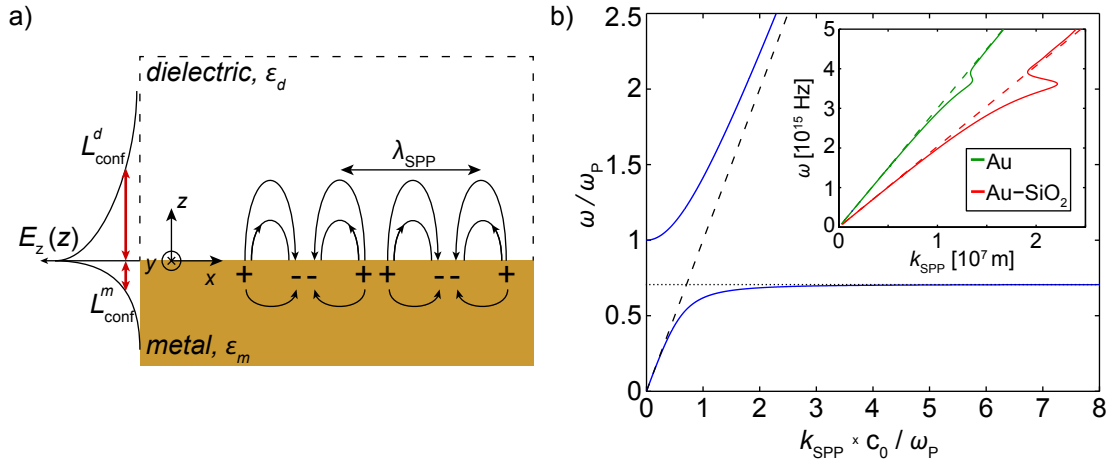 a)
dielectric, ε_d
L^d_conf
λ_SPP
E_z(z)
z
y
x
+ -- ++ -- +
L^m_conf
metal, ε_m
b)
2.5
2
1.5
1
0.5
0
ω/ω_P
0 1 2 3 4 5 6 7 8
k_SPP × c_0 / ω_P
5
4
3
2
1
0
ω [10^15 Hz]
Au
Au−SiO_2
0 1 2
k_SPP [10^7 m]